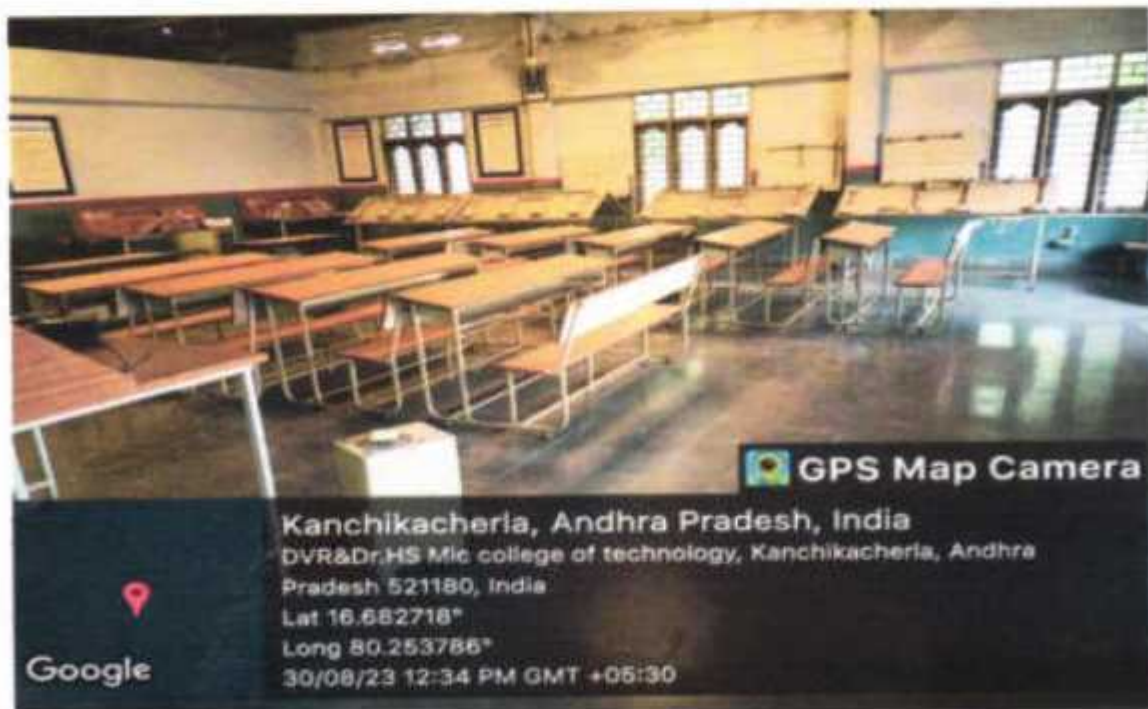 GPS Map Camera
Kanchikacherla, Andhra Pradesh, India
DVR&Dr.HS Mic college of technology, Kanchikacherla, Andhra
Pradesh 521180, India
Lat 16.682718°
Long 80.253786°
30/08/23 12:34 PM GMT +05:30
Google